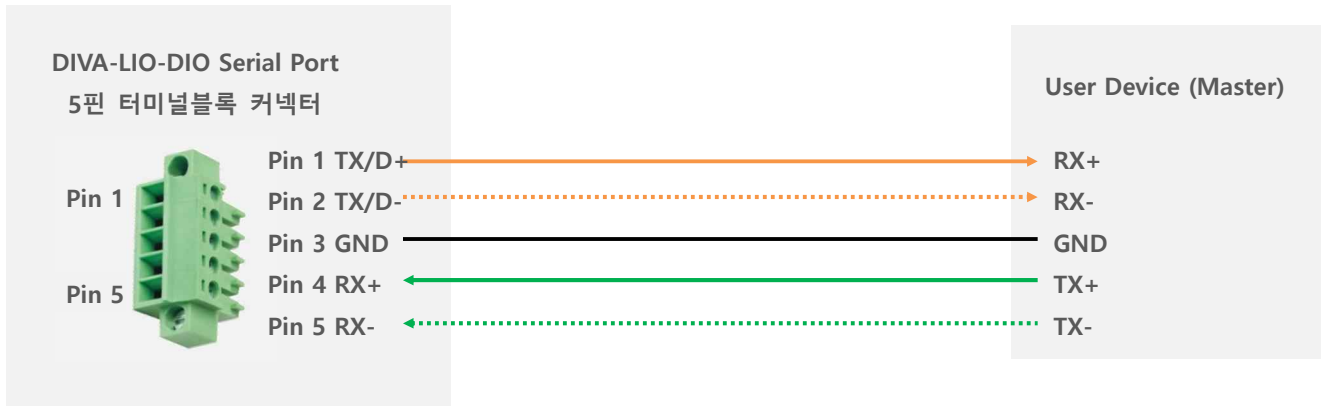 DIVA-LIO-DIO Serial Port
5핀 터미널블록 커넥터
User Device (Master)
Pin 1
Pin 5
Pin 1 TX/D+
RX+
Pin 2 TX/D-
RX-
Pin 3 GND
GND
Pin 4 RX+
TX+
Pin 5 RX-
TX-